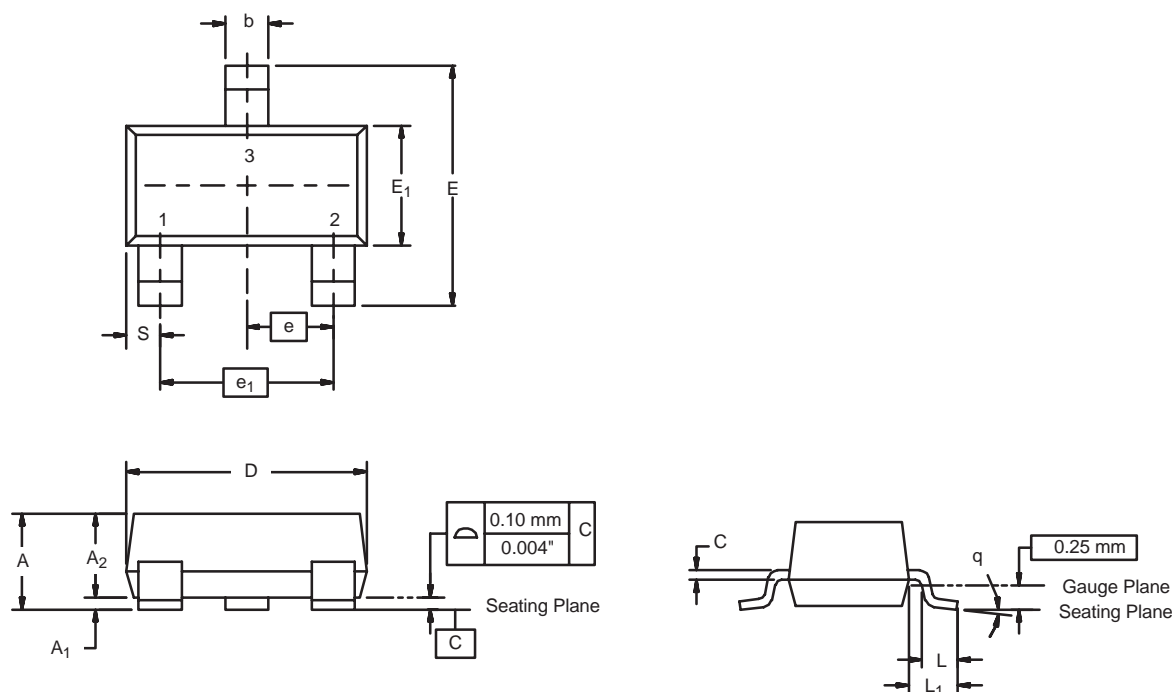 b
3
E₁
E
1
2
S
e
e₁
D
0.10 mm
C
0.004"
A
A₂
Seating Plane
C
A₁
C
0.25 mm
q
Gauge Plane
Seating Plane
L
L₁